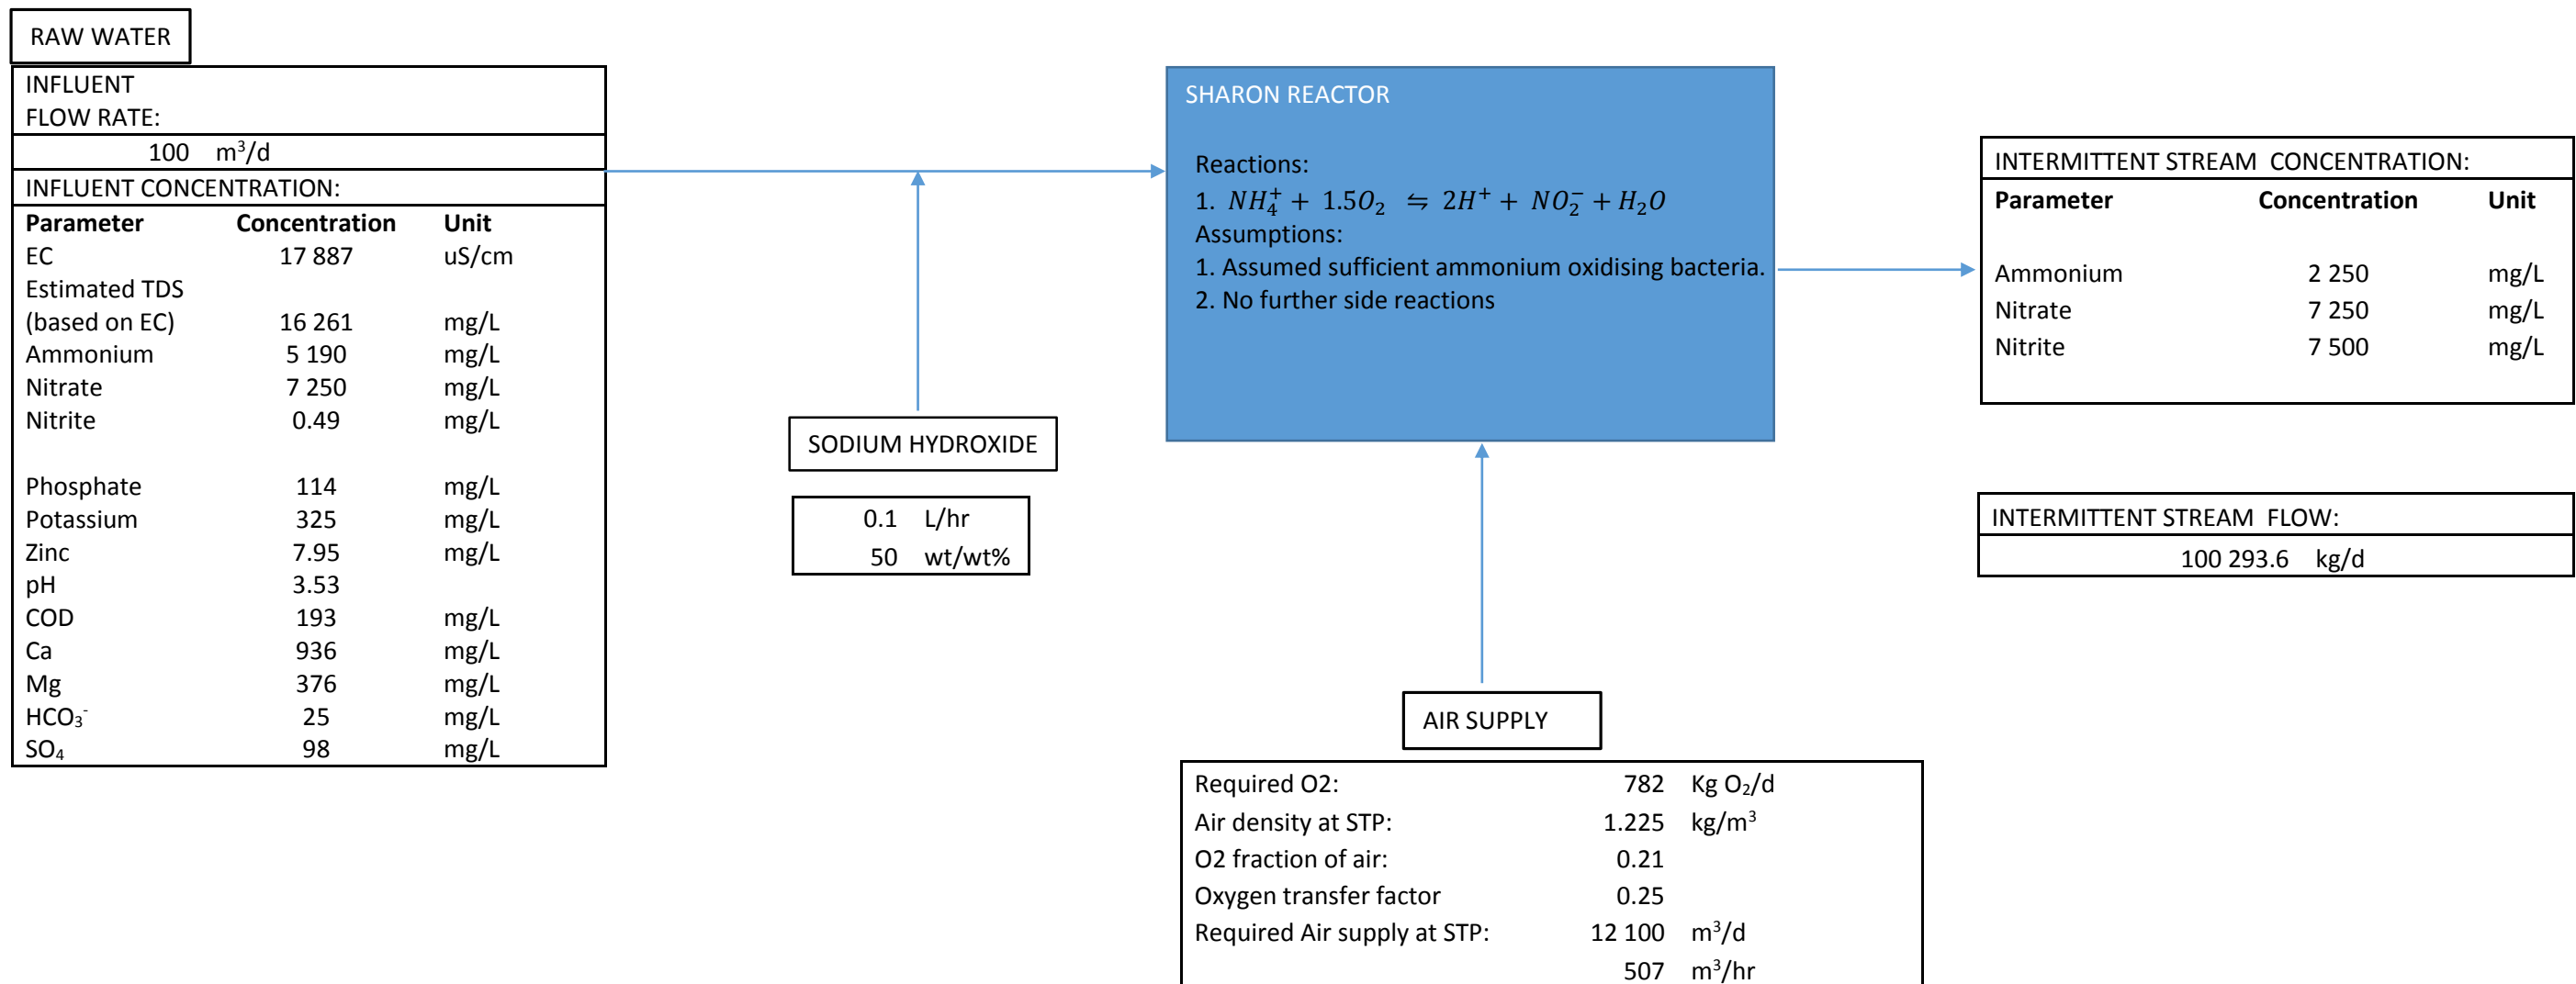 RAW WATER
INFLUENT
FLOW RATE:
100 m³/d
INFLUENT CONCENTRATION:
Parameter Concentration Unit
EC 17 887 uS/cm
Estimated TDS
(based on EC) 16 261 mg/L
Ammonium 5 190 mg/L
Nitrate 7 250 mg/L
Nitrite 0.49 mg/L
Phosphate 114 mg/L
Potassium 325 mg/L
Zinc 7.95 mg/L
pH 3.53
COD 193 mg/L
Ca 936 mg/L
Mg 376 mg/L
HCO₃⁻ 25 mg/L
SO₄ 98 mg/L
SODIUM HYDROXIDE
0.1 L/hr
50 wt/wt%
SHARON REACTOR
Reactions:
1. NH₄⁺ + 1.5O₂ ⇋ 2H⁺ + NO₂⁻ + H₂O
Assumptions:
1. Assumed sufficient ammonium oxidising bacteria.
2. No further side reactions
AIR SUPPLY
Required O2: 782 Kg O₂/d
Air density at STP: 1.225 kg/m³
O2 fraction of air: 0.21
Oxygen transfer factor 0.25
Required Air supply at STP: 12 100 m³/d
507 m³/hr
INTERMITTENT STREAM CONCENTRATION:
Parameter Concentration Unit
Ammonium 2 250 mg/L
Nitrate 7 250 mg/L
Nitrite 7 500 mg/L
INTERMITTENT STREAM FLOW:
100 293.6 kg/d